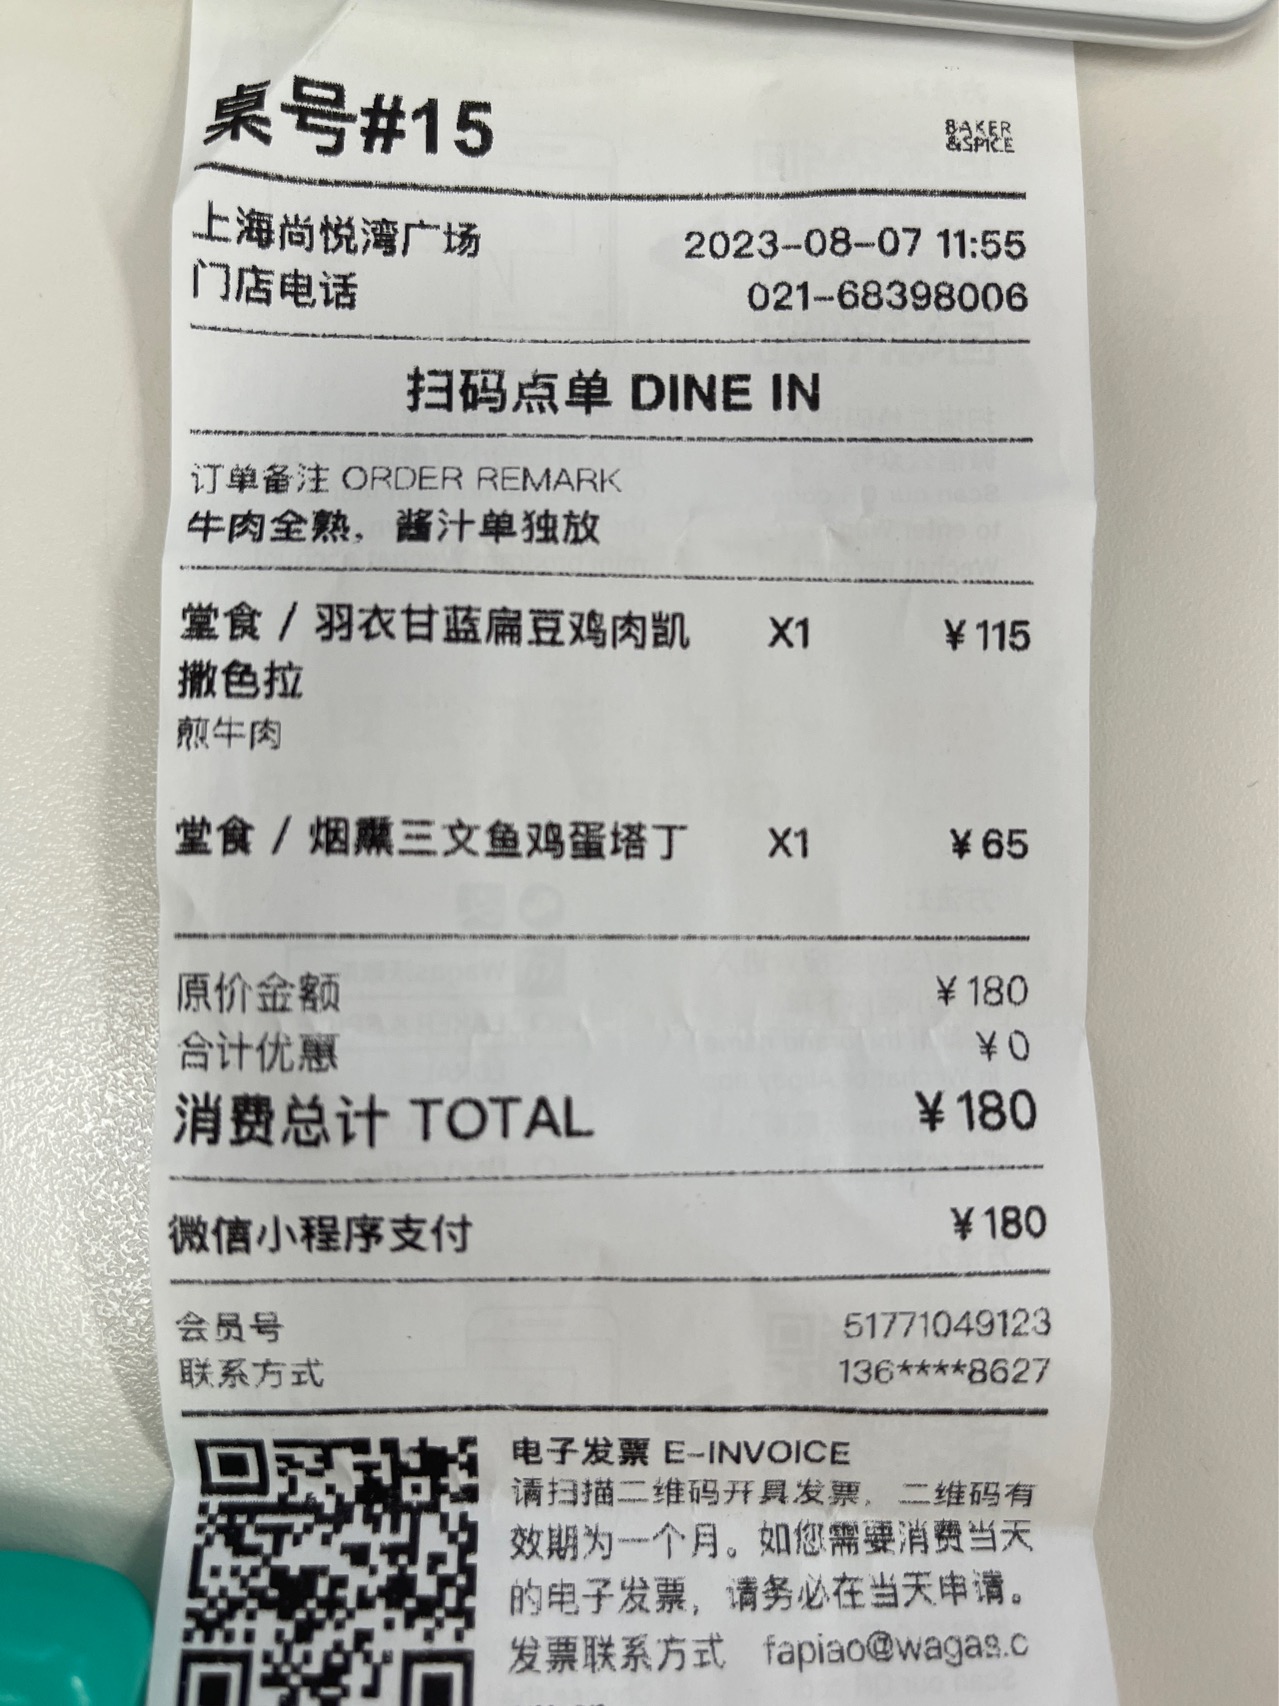 桌号#15
BAKER
&SPICE
上海尚悦湾广场 2023-08-07 11:55
门店电话 021-68398006
扫码点单 DINE IN
订单备注 ORDER REMARK
牛肉全熟，酱汁单独放
堂食 / 羽衣甘蓝扁豆鸡肉凯 X1 ¥115
撒色拉
煎牛肉
堂食 / 烟熏三文鱼鸡蛋塔丁 X1 ¥65
原价金额 ¥180
合计优惠 ¥0
消费总计 TOTAL ¥180
微信小程序支付 ¥180
会员号 51771049123
联系方式 136****8627
电子发票 E-INVOICE
请扫描二维码开具发票，二维码有
效期为一个月。如您需要消费当天
的电子发票，请务必在当天申请。
发票联系方式 fapiao@wagas.c